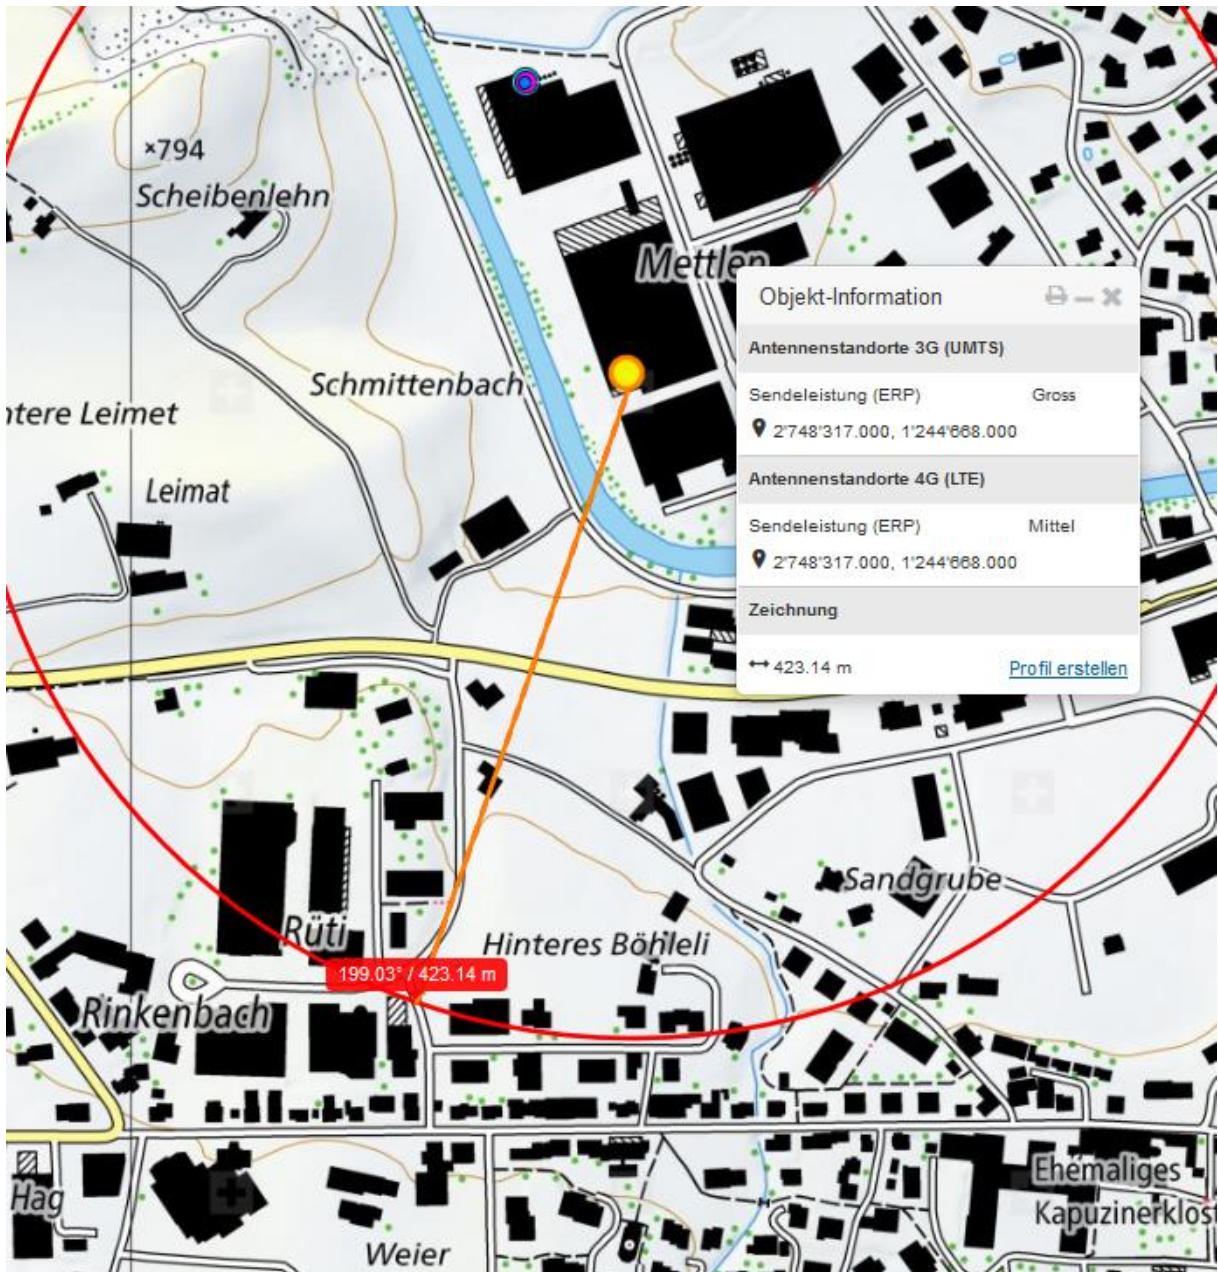 ×794
Scheibenlehn
Mettlen
Objekt-Information
Antennenstandorte 3G (UMTS)
Sendeleistung (ERP) Gross
2'748'317.000, 1'244'668.000
Schmittenbach
ntere Leimet
Antennenstandorte 4G (LTE)
Leimat
Sendeleistung (ERP) Mittel
2'748'317.000, 1'244'668.000
Zeichnung
423.14 m Profil erstellen
Sandgrube
Rüti
Hinteres Böhleli
199.03° / 423.14 m
Rinkenbach
Ehemaliges
Kapuzinerklost
Hag
Weier